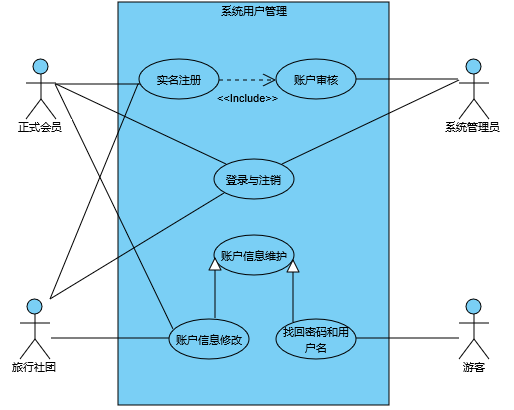 系统用户管理
实名注册
账户审核
<<Include>>
正式会员
系统管理员
登录与注销
账户信息维护
账户信息修改
找回密码和用
户名
旅行社团
游客